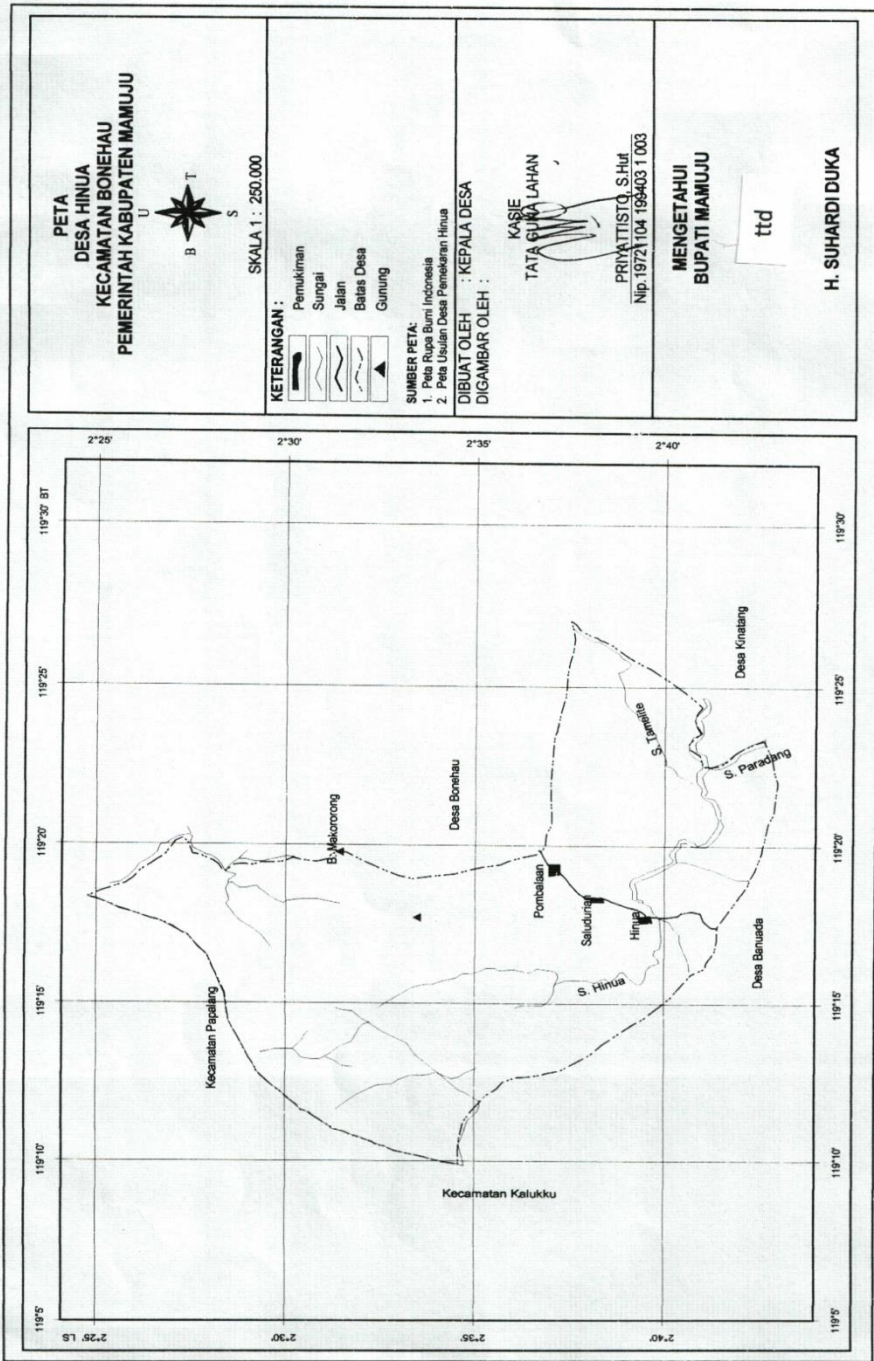 PETA
DESA HINUA
KECAMATAN BONEHAU
PEMERINTAH KABUPATEN MAMUJU
U
B
T
S
SKALA 1 : 250.000
KETERANGAN :
Pemukiman
Sungai
Jalan
Batas Desa
Gunung
SUMBER PETA:
1. Peta Rupa Bumi Indonesia
2. Peta Usulan Desa Pemekaran Hinua
DIBUAT OLEH : KEPALA DESA
DIGAMBAR OLEH :
KASIE
TATA GUNA LAHAN
PRIYATTISTO, S.Hut
Nip. 19721104 199403 1 003
MENGETAHUI
BUPATI MAMUJU
ttd
H. SUHARDI DUKA
119°5'
119°10'
119°15'
119°20'
119°25'
119°30' BT
2°25' LS
2°25'
Kecamatan Papalang
2°30'
2°30'
B. Makororong
Desa Bonehau
2°35'
2°35'
Kecamatan Kalukku
Pombalaan
S. Hinua
Saludurian
S. Tamelite
Hinua
2°40'
2°40'
S. Paradang
Desa Kinatang
Desa Banuada
119°5'
119°10'
119°15'
119°20'
119°25'
119°30'